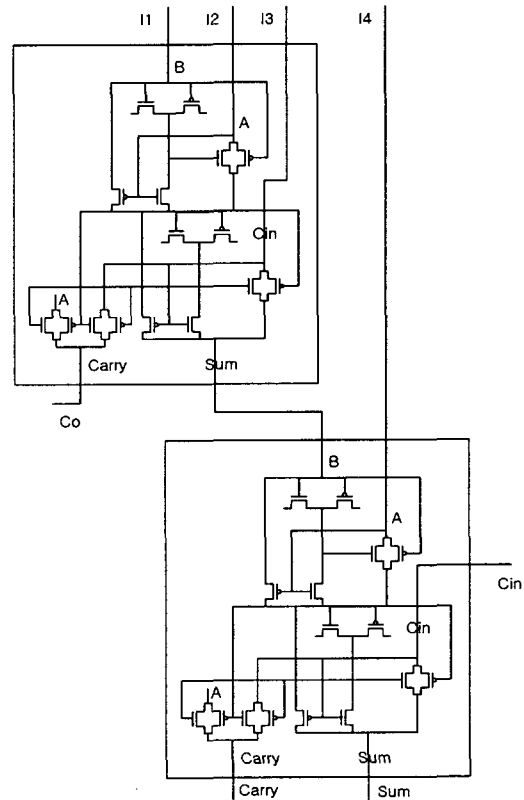 I1 I2 I3 I4
B
A
Cin
A
Carry Sum
Co
B
A
Cin
Cin
A
Carry Sum
Carry Sum